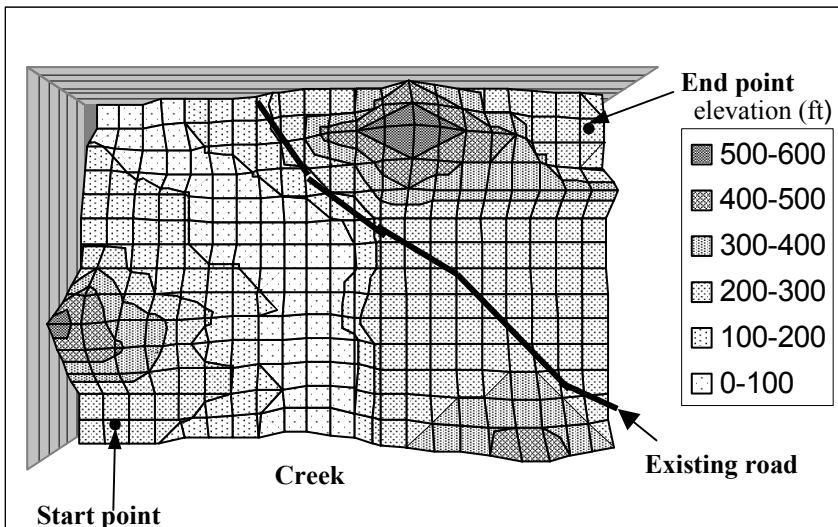 End point
elevation (ft)
500-600
400-500
300-400
200-300
100-200
0-100
Creek
Existing road
Start point